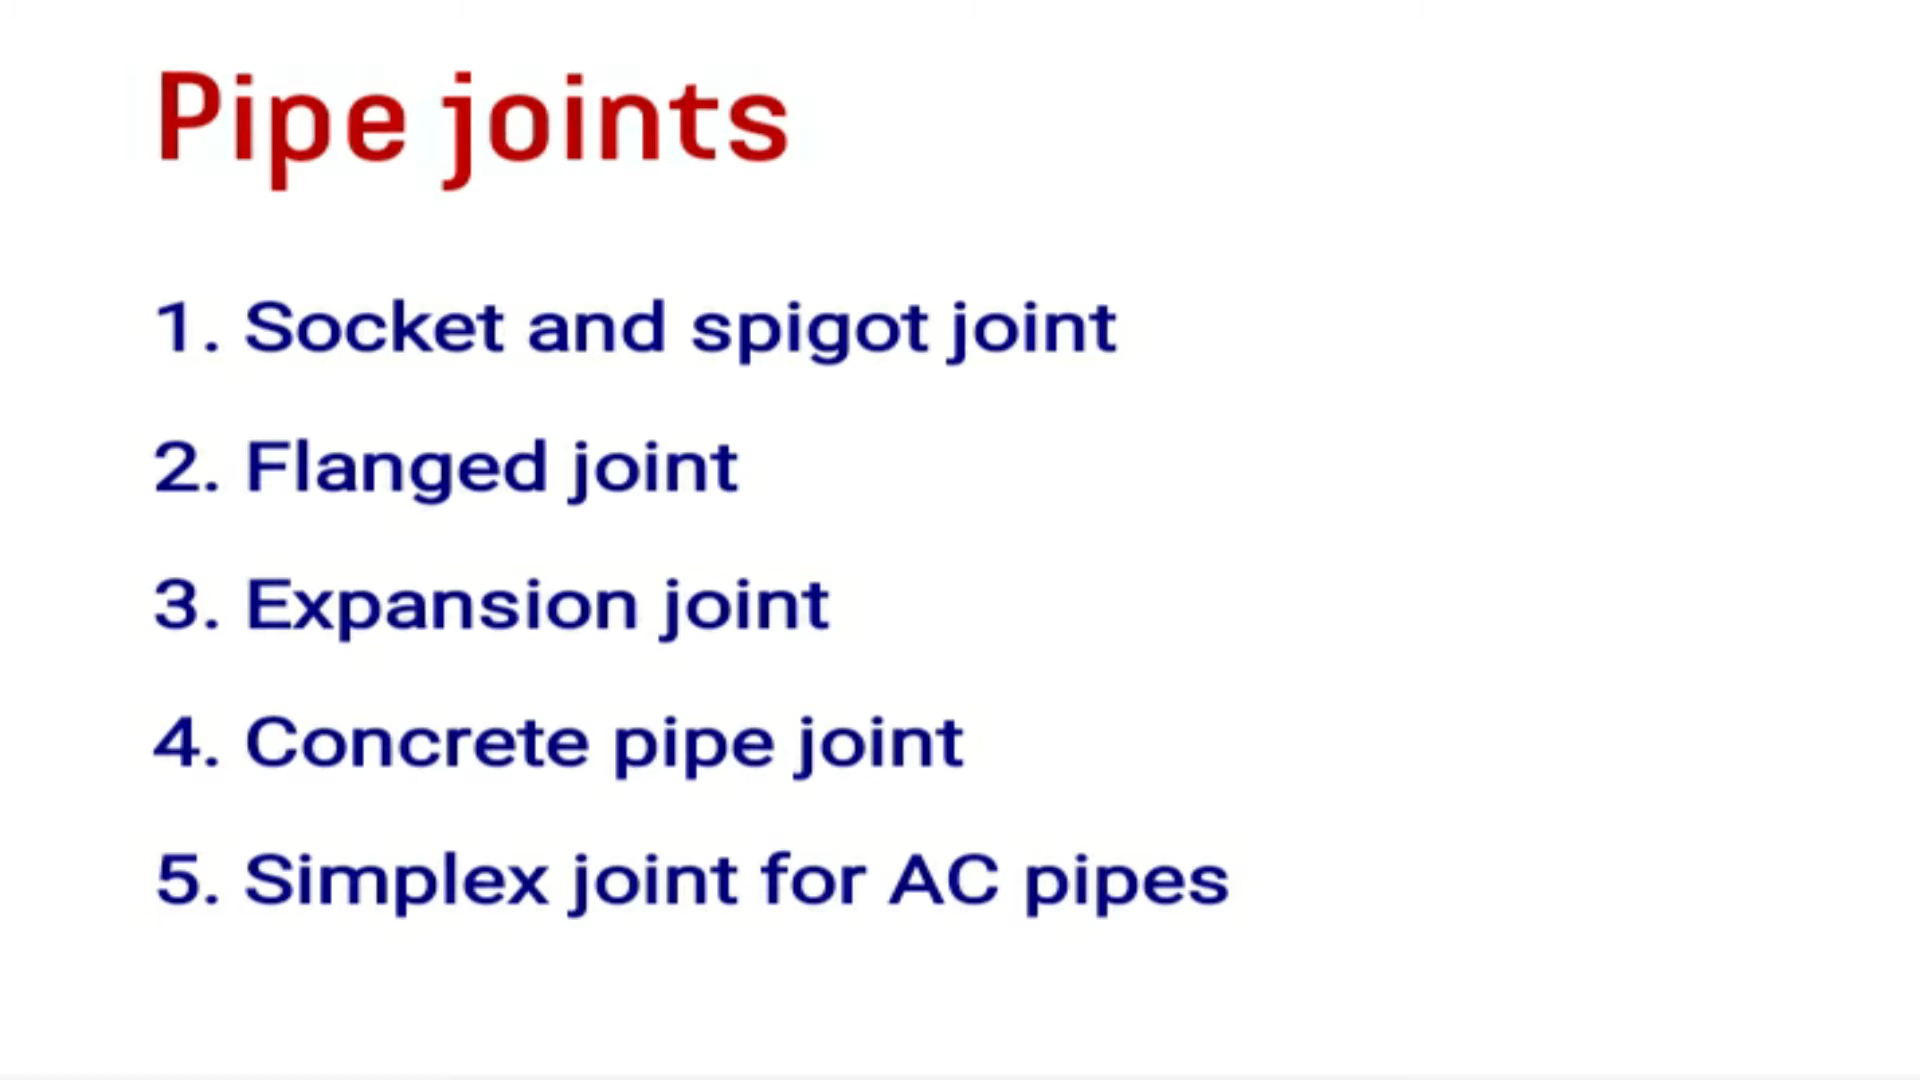 Pipe joints
1. Socket and spigot joint
2. Flanged joint
3. Expansion joint
4. Concrete pipe joint
5. Simplex joint for AC pipes